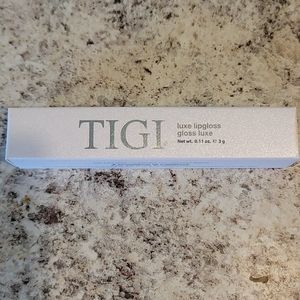 TIGI
luxe lipgloss
gloss luxe
Net wt. 0.11 oz. ℮ 3 g